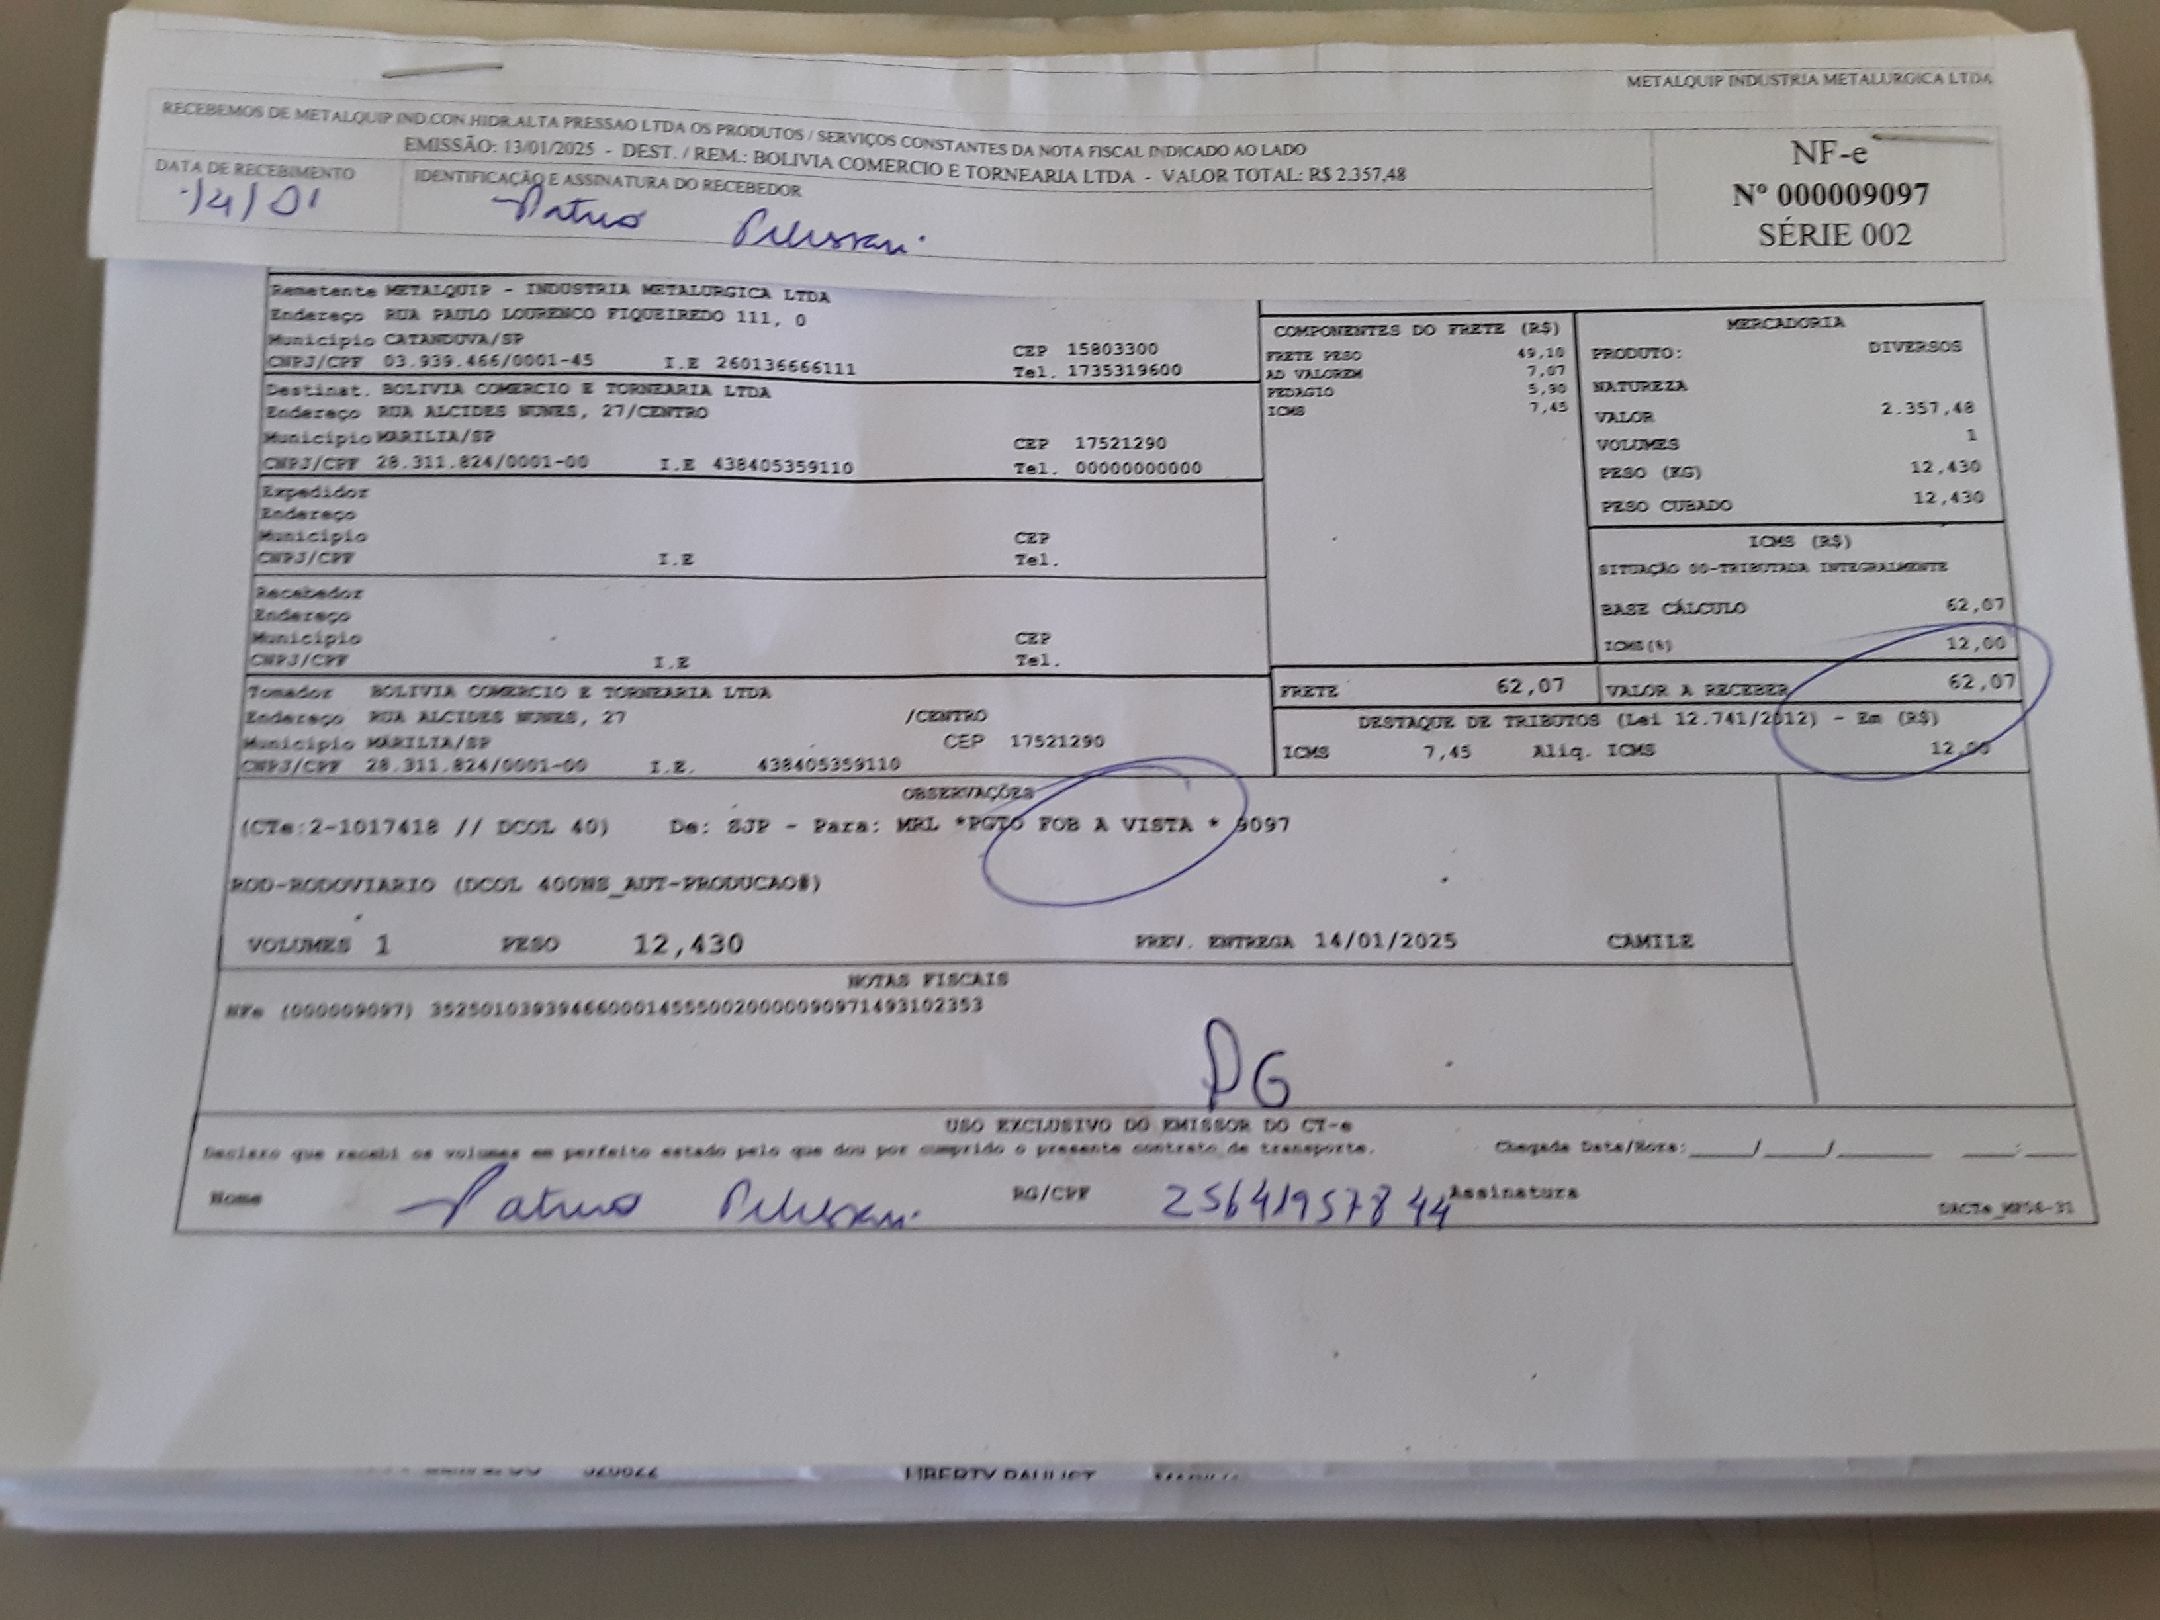 METALQUIP INDUSTRIA METALURGICA LTDA
RECEBEMOS DE METALQUIP IND.CON.HIDR.ALTA PRESSAO LTDA OS PRODUTOS / SERVIÇOS CONSTANTES DA NOTA FISCAL INDICADO AO LADO
EMISSÃO: 13/01/2025 - DEST. / REM.: BOLIVIA COMERCIO E TORNEARIA LTDA - VALOR TOTAL: R$ 2.357,48
NF-e
Nº 000009097
SÉRIE 002
DATA DE RECEBIMENTO
14/01
IDENTIFICAÇÃO E ASSINATURA DO RECEBEDOR
Remetente METALQUIP - INDUSTRIA METALURGICA LTDA
Endereço RUA PAULO LOURENCO FIQUEIREDO 111, 0
Município CATANDUVA/SP CEP 15803300
CNPJ/CPF 03.939.466/0001-45 I.E 260136666111 Tel. 1735319600
Destinat. BOLIVIA COMERCIO E TORNEARIA LTDA
Endereço RUA ALCIDES NUNES, 27/CENTRO
Município MARILIA/SP CEP 17521290
CNPJ/CPF 28.311.824/0001-00 I.E 438405359110 Tel. 00000000000
Expedidor
Endereço
Município CEP
CNPJ/CPF I.E Tel.
Recebedor
Endereço
Município CEP
CNPJ/CPF I.E Tel.
Tomador BOLIVIA COMERCIO E TORNEARIA LTDA
Endereço RUA ALCIDES NUNES, 27 /CENTRO
Município MARILIA/SP CEP 17521290
CNPJ/CPF 28.311.824/0001-00 I.E. 438405359110
COMPONENTES DO FRETE (R$)
FRETE PESO 49,10
AD VALOREM 7,07
PEDAGIO 5,90
ICMS 7,45
MERCADORIA
PRODUTO: DIVERSOS
NATUREZA
VALOR 2.357,48
VOLUMES 1
PESO (KG) 12,430
PESO CUBADO 12,430
ICMS (R$)
SITUAÇÃO 00-TRIBUTADA INTEGRALMENTE
BASE CÁLCULO 62,07
ICMS(%) 12,00
FRETE 62,07 VALOR A RECEBER 62,07
DESTAQUE DE TRIBUTOS (Lei 12.741/2012) - Em (R$)
ICMS 7,45 Aliq. ICMS 12,00
OBSERVAÇÕES
(CTe:2-1017418 // DCOL 40) De: SJP - Para: MRL *PGTO FOB A VISTA * 9097
ROD-RODOVIARIO (DCOL 400NS_AUT-PRODUCAO#)
VOLUMES 1 PESO 12,430 PREV. ENTREGA 14/01/2025 CAMILE
NOTAS FISCAIS
NFe (000009097) 35250103939466000145550020000090971493102353
PG
USO EXCLUSIVO DO EMISSOR DO CT-e
Declaro que recebi os volumes em perfeito estado pelo que dou por cumprido o presente contrato de transporte. Chegada Data/Hora: ____/____/______ ____:____
Nome RG/CPF 25641957844 Assinatura
LIBERTY PAULIST